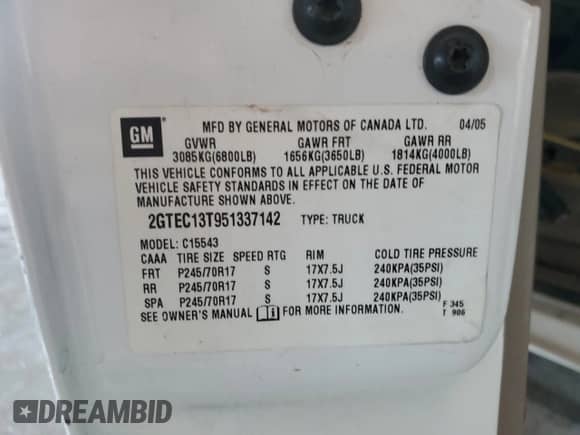 GM
MFD BY GENERAL MOTORS OF CANADA LTD. 04/05
GVWR GAWR FRT GAWR RR
3085KG(6800LB) 1656KG(3650LB) 1814KG(4000LB)
THIS VEHICLE CONFORMS TO ALL APPLICABLE U.S. FEDERAL MOTOR
VEHICLE SAFETY STANDARDS IN EFFECT ON THE DATE OF
MANUFACTURE SHOWN ABOVE.
2GTEC13T951337142 TYPE: TRUCK
MODEL: C15543
CAAA TIRE SIZE SPEED RTG RIM COLD TIRE PRESSURE
FRT P245/70R17 S 17X7.5J 240KPA(35PSI)
RR P245/70R17 S 17X7.5J 240KPA(35PSI)
SPA P245/70R17 S 17X7.5J 240KPA(35PSI)
SEE OWNER'S MANUAL FOR MORE INFORMATION.
F 345
T 906
DREAMBID